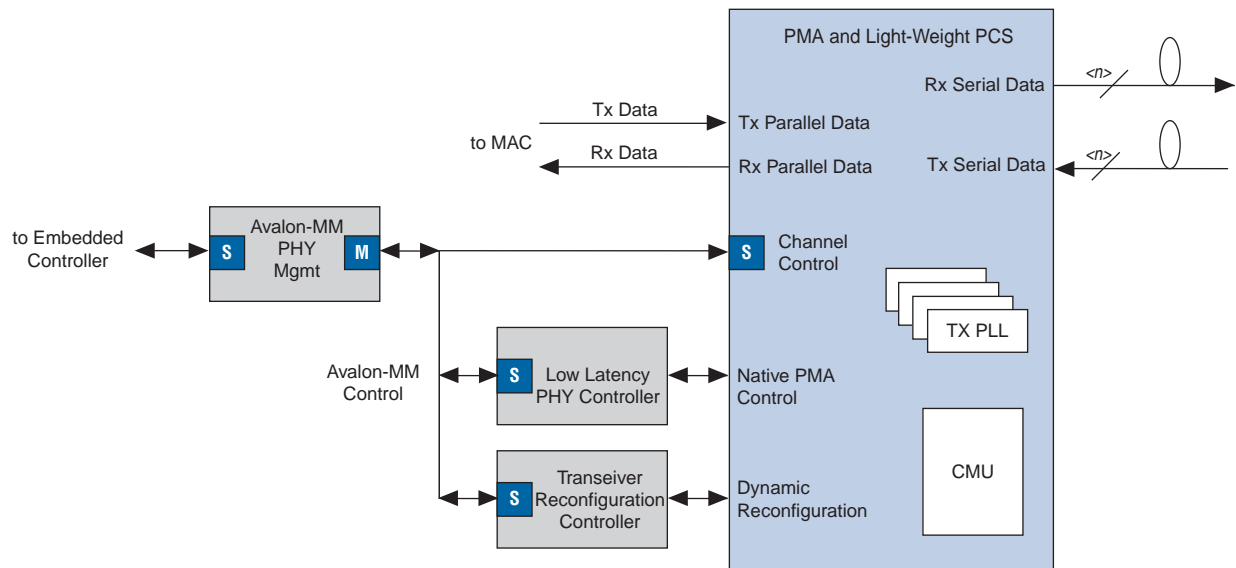 PMA and Light-Weight PCS
<n>
Rx Serial Data
Tx Data
Tx Parallel Data
to MAC
<n>
Rx Data
Rx Parallel Data
Tx Serial Data
to Embedded
Controller
S
Avalon-MM
PHY
Mgmt
M
S
Channel
Control
TX PLL
Avalon-MM
Control
S
Low Latency
PHY Controller
Native PMA
Control
S
Transeiver
Reconfiguration
Controller
Dynamic
Reconfiguration
CMU